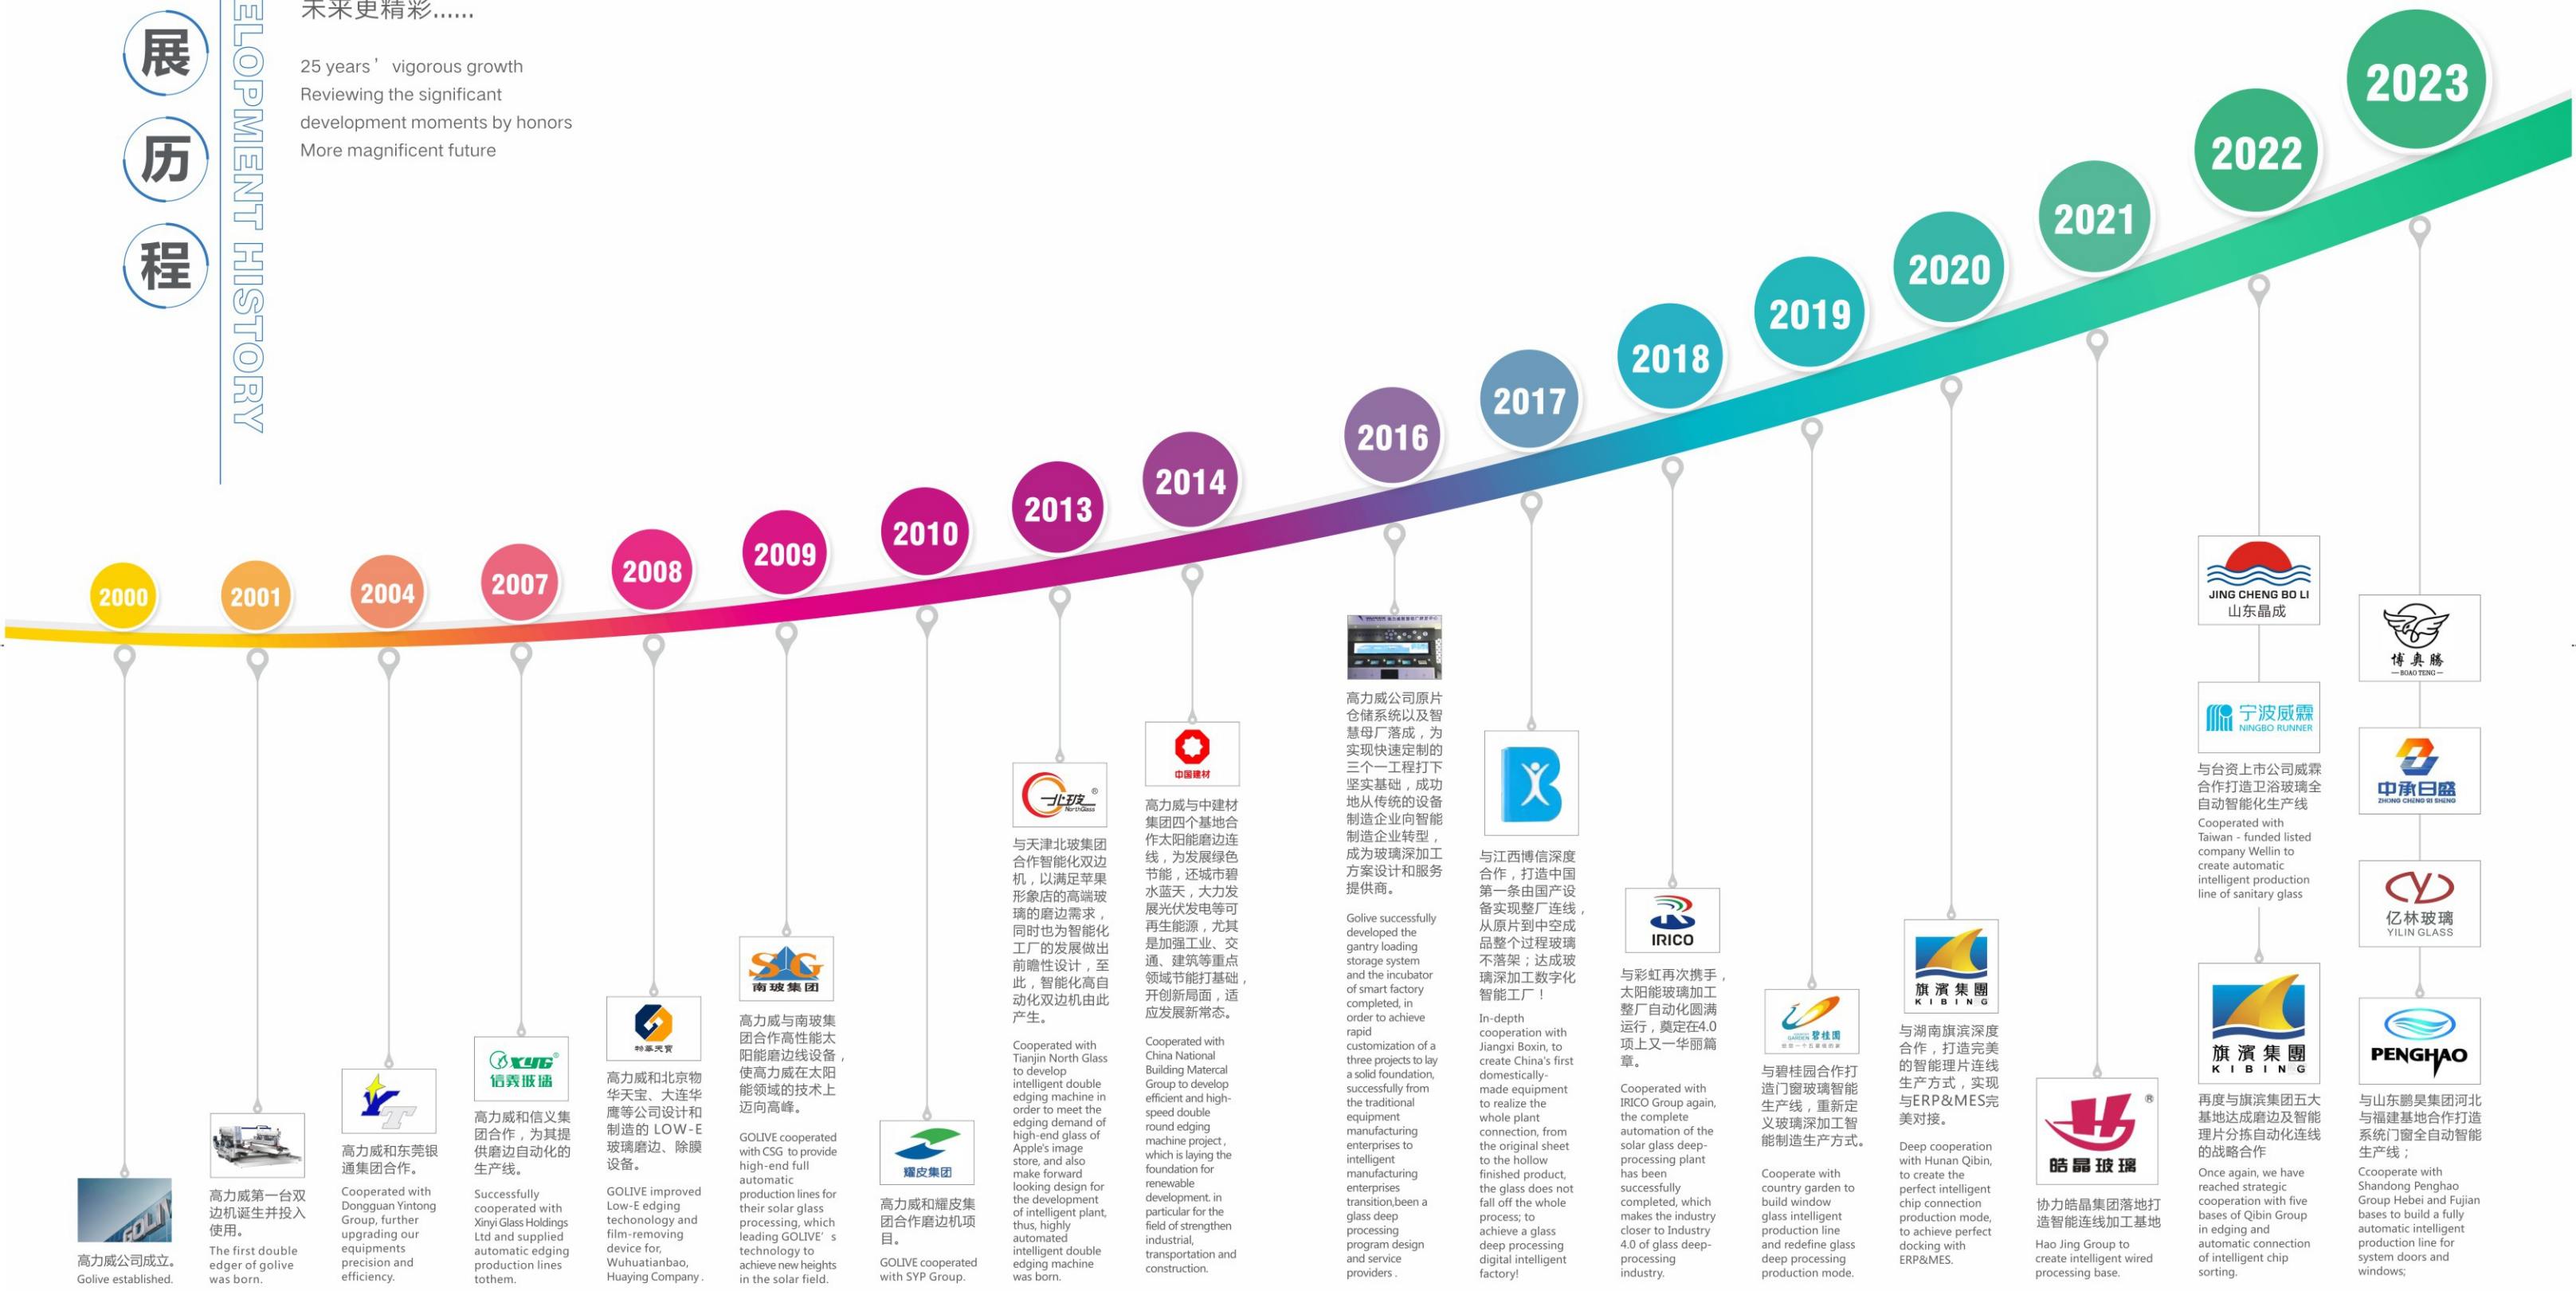 展
历
程
ELOPMENT HISTORY
未来更精彩......
25 years＇ vigorous growth
Reviewing the significant
development moments by honors
More magnificent future
2000
高力威公司成立。
Golive established.
2001
高力威第一台双
边机诞生并投入
使用。
The first double
edger of golive
was born.
2004
高力威和东莞银
通集团合作。
Cooperated with
Dongguan Yintong
Group, further
upgrading our
equipments
precision and
efficiency.
2007
XYG®
信義玻璃
高力威和信义集
团合作，为其提
供磨边自动化的
生产线。
Successfully
cooperated with
Xinyi Glass Holdings
Ltd and supplied
automatic edging
production lines
tothem.
2008
物华天宝
高力威和北京物
华天宝、大连华
鹰等公司设计和
制造的 LOW-E
玻璃磨边、除膜
设备。
GOLIVE improved
Low-E edging
techonology and
film-removing
device for,
Wuhuatianbao,
Huaying Company .
2009
南玻集团
高力威与南玻集
团合作高性能太
阳能磨边线设备，
使高力威在太阳
能领域的技术上
迈向高峰。
GOLIVE cooperated
with CSG to provide
high-end full
automatic
production lines for
their solar glass
processing, which
leading GOLIVE' s
technology to
achieve new heights
in the solar field.
2010
耀皮集团
高力威和耀皮集
团合作磨边机项
目。
GOLIVE cooperated
with SYP Group.
2013
北玻®
NorthGlass
与天津北玻集团
合作智能化双边
机，以满足苹果
形象店的高端玻
璃的磨边需求，
同时也为智能化
工厂的发展做出
前瞻性设计，至
此，智能化高自
动化双边机由此
产生。
Cooperated with
Tianjin North Glass
to develop
intelligent double
edging machine in
order to meet the
edging demand of
high-end glass of
Apple's image
store, and also
make forward
looking design for
the development
of intelligent plant,
thus, highly
automated
intelligent double
edging machine
was born.
2014
中国建材
高力威与中建材
集团四个基地合
作太阳能磨边连
线，为发展绿色
节能，还城市碧
水蓝天，大力发
展光伏发电等可
再生能源，尤其
是加强工业、交
通、建筑等重点
领域节能打基础，
开创新局面，适
应发展新常态。
Cooperated with
China National
Building Matercal
Group to develop
efficient and high-
speed double
round edging
machine project ,
which is laying the
foundation for
renewable
development. in
particular for the
field of strengthen
industrial,
transportation and
construction.
2016
高力威公司原片
仓储系统以及智
慧母厂落成，为
实现快速定制的
三个一工程打下
坚实基础，成功
地从传统的设备
制造企业向智能
制造企业转型，
成为玻璃深加工
方案设计和服务
提供商。
Golive successfully
developed the
gantry loading
storage system
and the incubator
of smart factory
completed, in
order to achieve
rapid
customization of a
three projects to lay
a solid foundation,
successfully from
the traditional
equipment
manufacturing
enterprises to
intelligent
manufacturing
enterprises
transition,been a
glass deep
processing
program design
and service
providers .
2017
与江西博信深度
合作，打造中国
第一条由国产设
备实现整厂连线，
从原片到中空成
品整个过程玻璃
不落架；达成玻
璃深加工数字化
智能工厂！
In-depth
cooperation with
Jiangxi Boxin, to
create China's first
domestically-
made equipment
to realize the
whole plant
connection, from
the original sheet
to the hollow
finished product,
the glass does not
fall off the whole
process; to
achieve a glass
deep processing
digital intelligent
factory!
2018
IRICO
与彩虹再次携手，
太阳能玻璃加工
整厂自动化圆满
运行，奠定在4.0
项上又一华丽篇
章。
Cooperated with
IRICO Group again,
the complete
automation of the
solar glass deep-
processing plant
has been
successfully
completed, which
makes the industry
closer to Industry
4.0 of glass deep-
processing
industry.
2019
碧桂園
GARDEN
与碧桂园合作打
造门窗玻璃智能
生产线，重新定
义玻璃深加工智
能制造生产方式。
Cooperate with
country garden to
build window
glass intelligent
production line
and redefine glass
deep processing
production mode.
2020
旗濱集團
KIBING
与湖南旗滨深度
合作，打造完美
的智能理片连线
生产方式，实现
与ERP&MES完
美对接。
Deep cooperation
with Hunan Qibin,
to create the
perfect intelligent
chip connection
production mode,
to achieve perfect
docking with
ERP&MES.
2021
®
皓晶玻璃
协力皓晶集团落地打
造智能连线加工基地
Hao Jing Group to
create intelligent wired
processing base.
2022
JING CHENG BO LI
山东晶成
宁波威霖
NINGBO RUNNER
与台资上市公司威霖
合作打造卫浴玻璃全
自动智能化生产线
Cooperated with
Taiwan - funded listed
company Wellin to
create automatic
intelligent production
line of sanitary glass
旗濱集團
KIBING
再度与旗滨集团五大
基地达成磨边及智能
理片分拣自动化连线
的战略合作
Once again, we have
reached strategic
cooperation with five
bases of Qibin Group
in edging and
automatic connection
of intelligent chip
sorting.
2023
博奥腾
BOAO TENG
中承日盛
ZHONG CHENG RI SHENG
亿林玻璃
YILIN GLASS
PENGHAO
与山东鹏昊集团河北
与福建基地合作打造
系统门窗全自动智能
生产线；
Ccooperate with
Shandong Penghao
Group Hebei and Fujian
bases to build a fully
automatic intelligent
production line for
system doors and
windows;